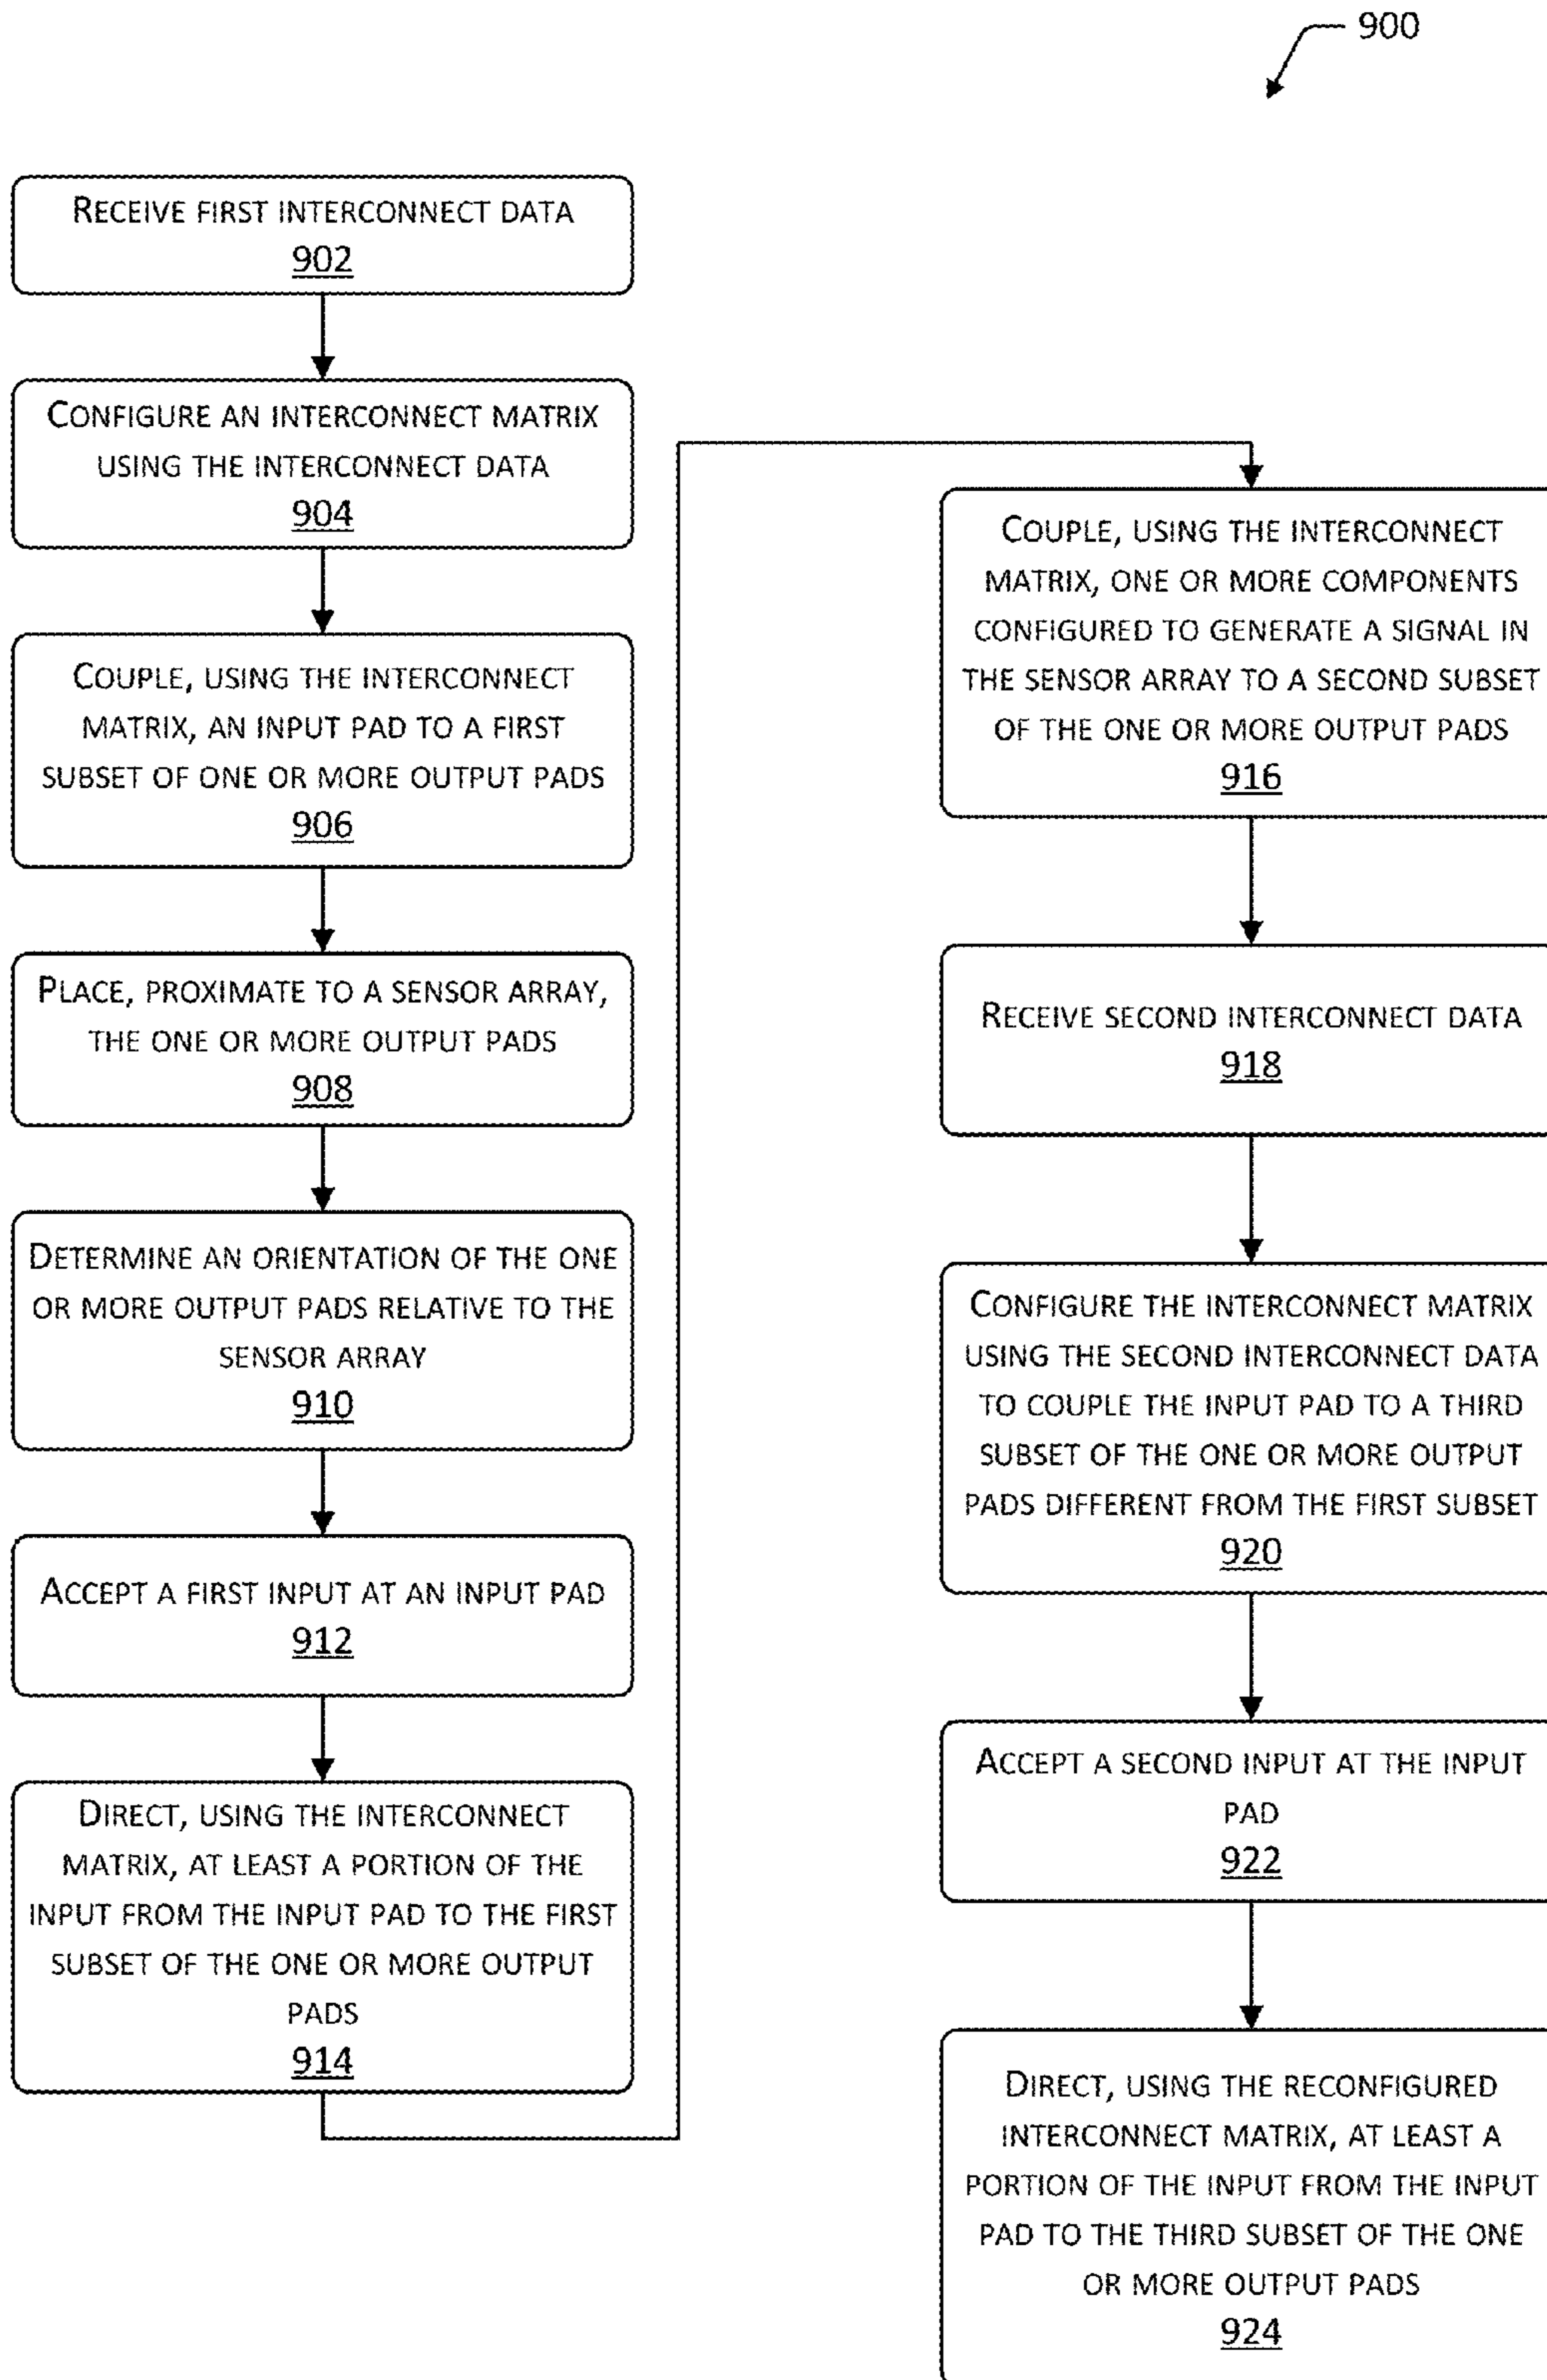 900
RECEIVE FIRST INTERCONNECT DATA
902
CONFIGURE AN INTERCONNECT MATRIX
USING THE INTERCONNECT DATA
904
COUPLE, USING THE INTERCONNECT
MATRIX, AN INPUT PAD TO A FIRST
SUBSET OF ONE OR MORE OUTPUT PADS
906
PLACE, PROXIMATE TO A SENSOR ARRAY,
THE ONE OR MORE OUTPUT PADS
908
DETERMINE AN ORIENTATION OF THE ONE
OR MORE OUTPUT PADS RELATIVE TO THE
SENSOR ARRAY
910
ACCEPT A FIRST INPUT AT AN INPUT PAD
912
DIRECT, USING THE INTERCONNECT
MATRIX, AT LEAST A PORTION OF THE
INPUT FROM THE INPUT PAD TO THE FIRST
SUBSET OF THE ONE OR MORE OUTPUT
PADS
914
COUPLE, USING THE INTERCONNECT
MATRIX, ONE OR MORE COMPONENTS
CONFIGURED TO GENERATE A SIGNAL IN
THE SENSOR ARRAY TO A SECOND SUBSET
OF THE ONE OR MORE OUTPUT PADS
916
RECEIVE SECOND INTERCONNECT DATA
918
CONFIGURE THE INTERCONNECT MATRIX
USING THE SECOND INTERCONNECT DATA
TO COUPLE THE INPUT PAD TO A THIRD
SUBSET OF THE ONE OR MORE OUTPUT
PADS DIFFERENT FROM THE FIRST SUBSET
920
ACCEPT A SECOND INPUT AT THE INPUT
PAD
922
DIRECT, USING THE RECONFIGURED
INTERCONNECT MATRIX, AT LEAST A
PORTION OF THE INPUT FROM THE INPUT
PAD TO THE THIRD SUBSET OF THE ONE
OR MORE OUTPUT PADS
924